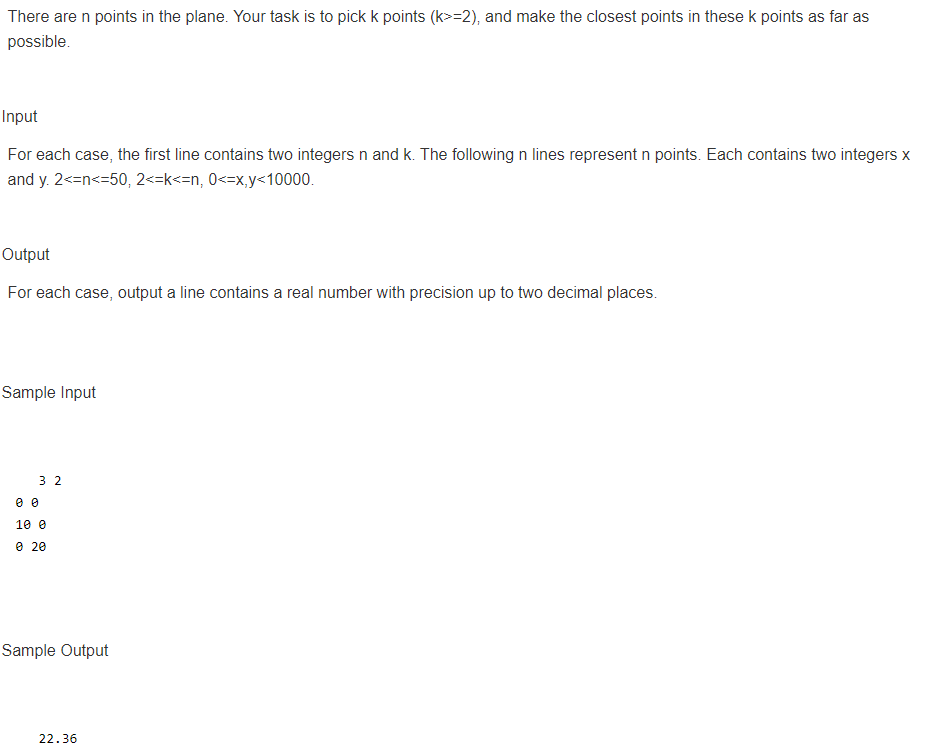 There are n points in the plane. Your task is to pick k points (k>=2), and make the closest points in these k points as far as
possible.
Input
For each case, the first line contains two integers n and k. The following n lines represent n points. Each contains two integers x
and y. 2<=n<=50, 2<=k<=n, 0<=x,y<10000.
Output
For each case, output a line contains a real number with precision up to two decimal places.
Sample Input
3 2
0 0
10 0
0 20
Sample Output
22.36